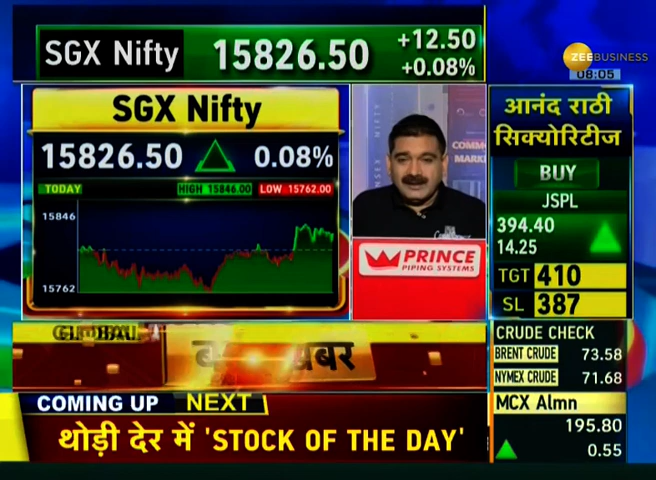 SGX Nifty 15826.50 +12.50
+0.08%
ZEEBUSINESS
08:05
SGX Nifty
15826.50 0.08%
TODAY HIGH 15846.00 LOW 15762.00
15846
15762
PRINCE
PIPING SYSTEMS
आनंद राठी
सिक्योरिटीज
BUY
JSPL
394.40
14.25
TGT 410
SL 387
CRUDE CHECK
BRENT CRUDE 73.58
NYMEX CRUDE 71.68
MCX Almn
195.80
0.55
COMING UP NEXT
थोड़ी देर में 'STOCK OF THE DAY'